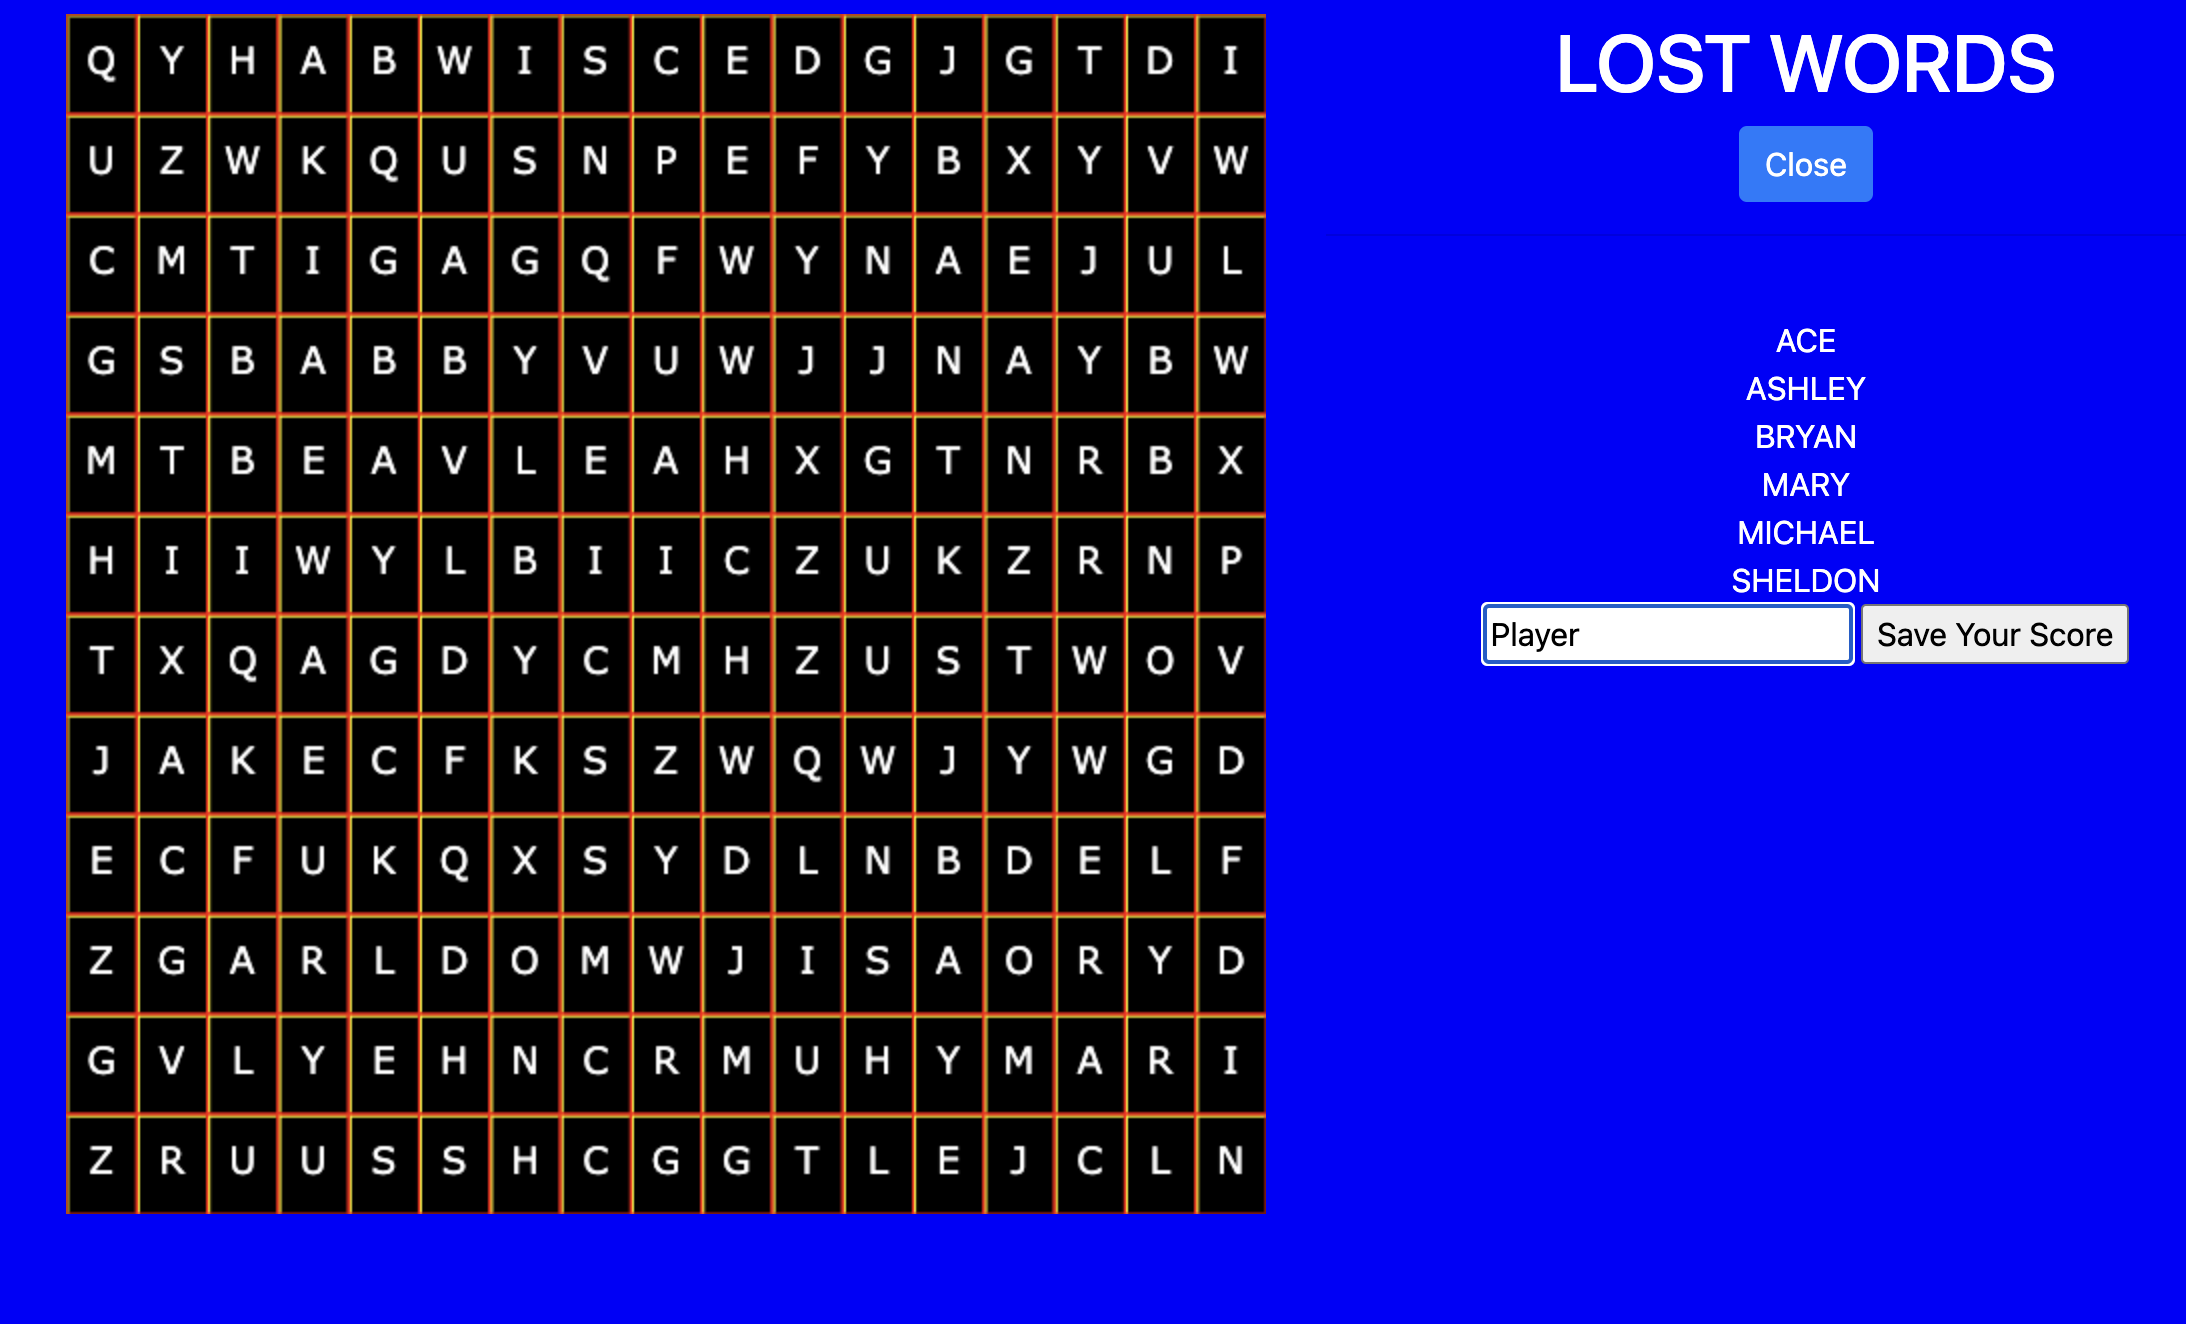 Q Y H A B W I S C E D G J G T D I
U Z W K Q U S N P E F Y B X Y V W
C M T I G A G Q F W Y N A E J U L
G S B A B B Y V U W J J N A Y B W
M T B E A V L E A H X G T N R B X
H I I W Y L B I I C Z U K Z R N P
T X Q A G D Y C M H Z U S T W O V
J A K E C F K S Z W Q W J Y W G D
E C F U K Q X S Y D L N B D E L F
Z G A R L D O M W J I S A O R Y D
G V L Y E H N C R M U H Y M A R I
Z R U U S S H C G G T L E J C L N
LOST WORDS
Close
ACE
ASHLEY
BRYAN
MARY
MICHAEL
SHELDON
Player Save Your Score